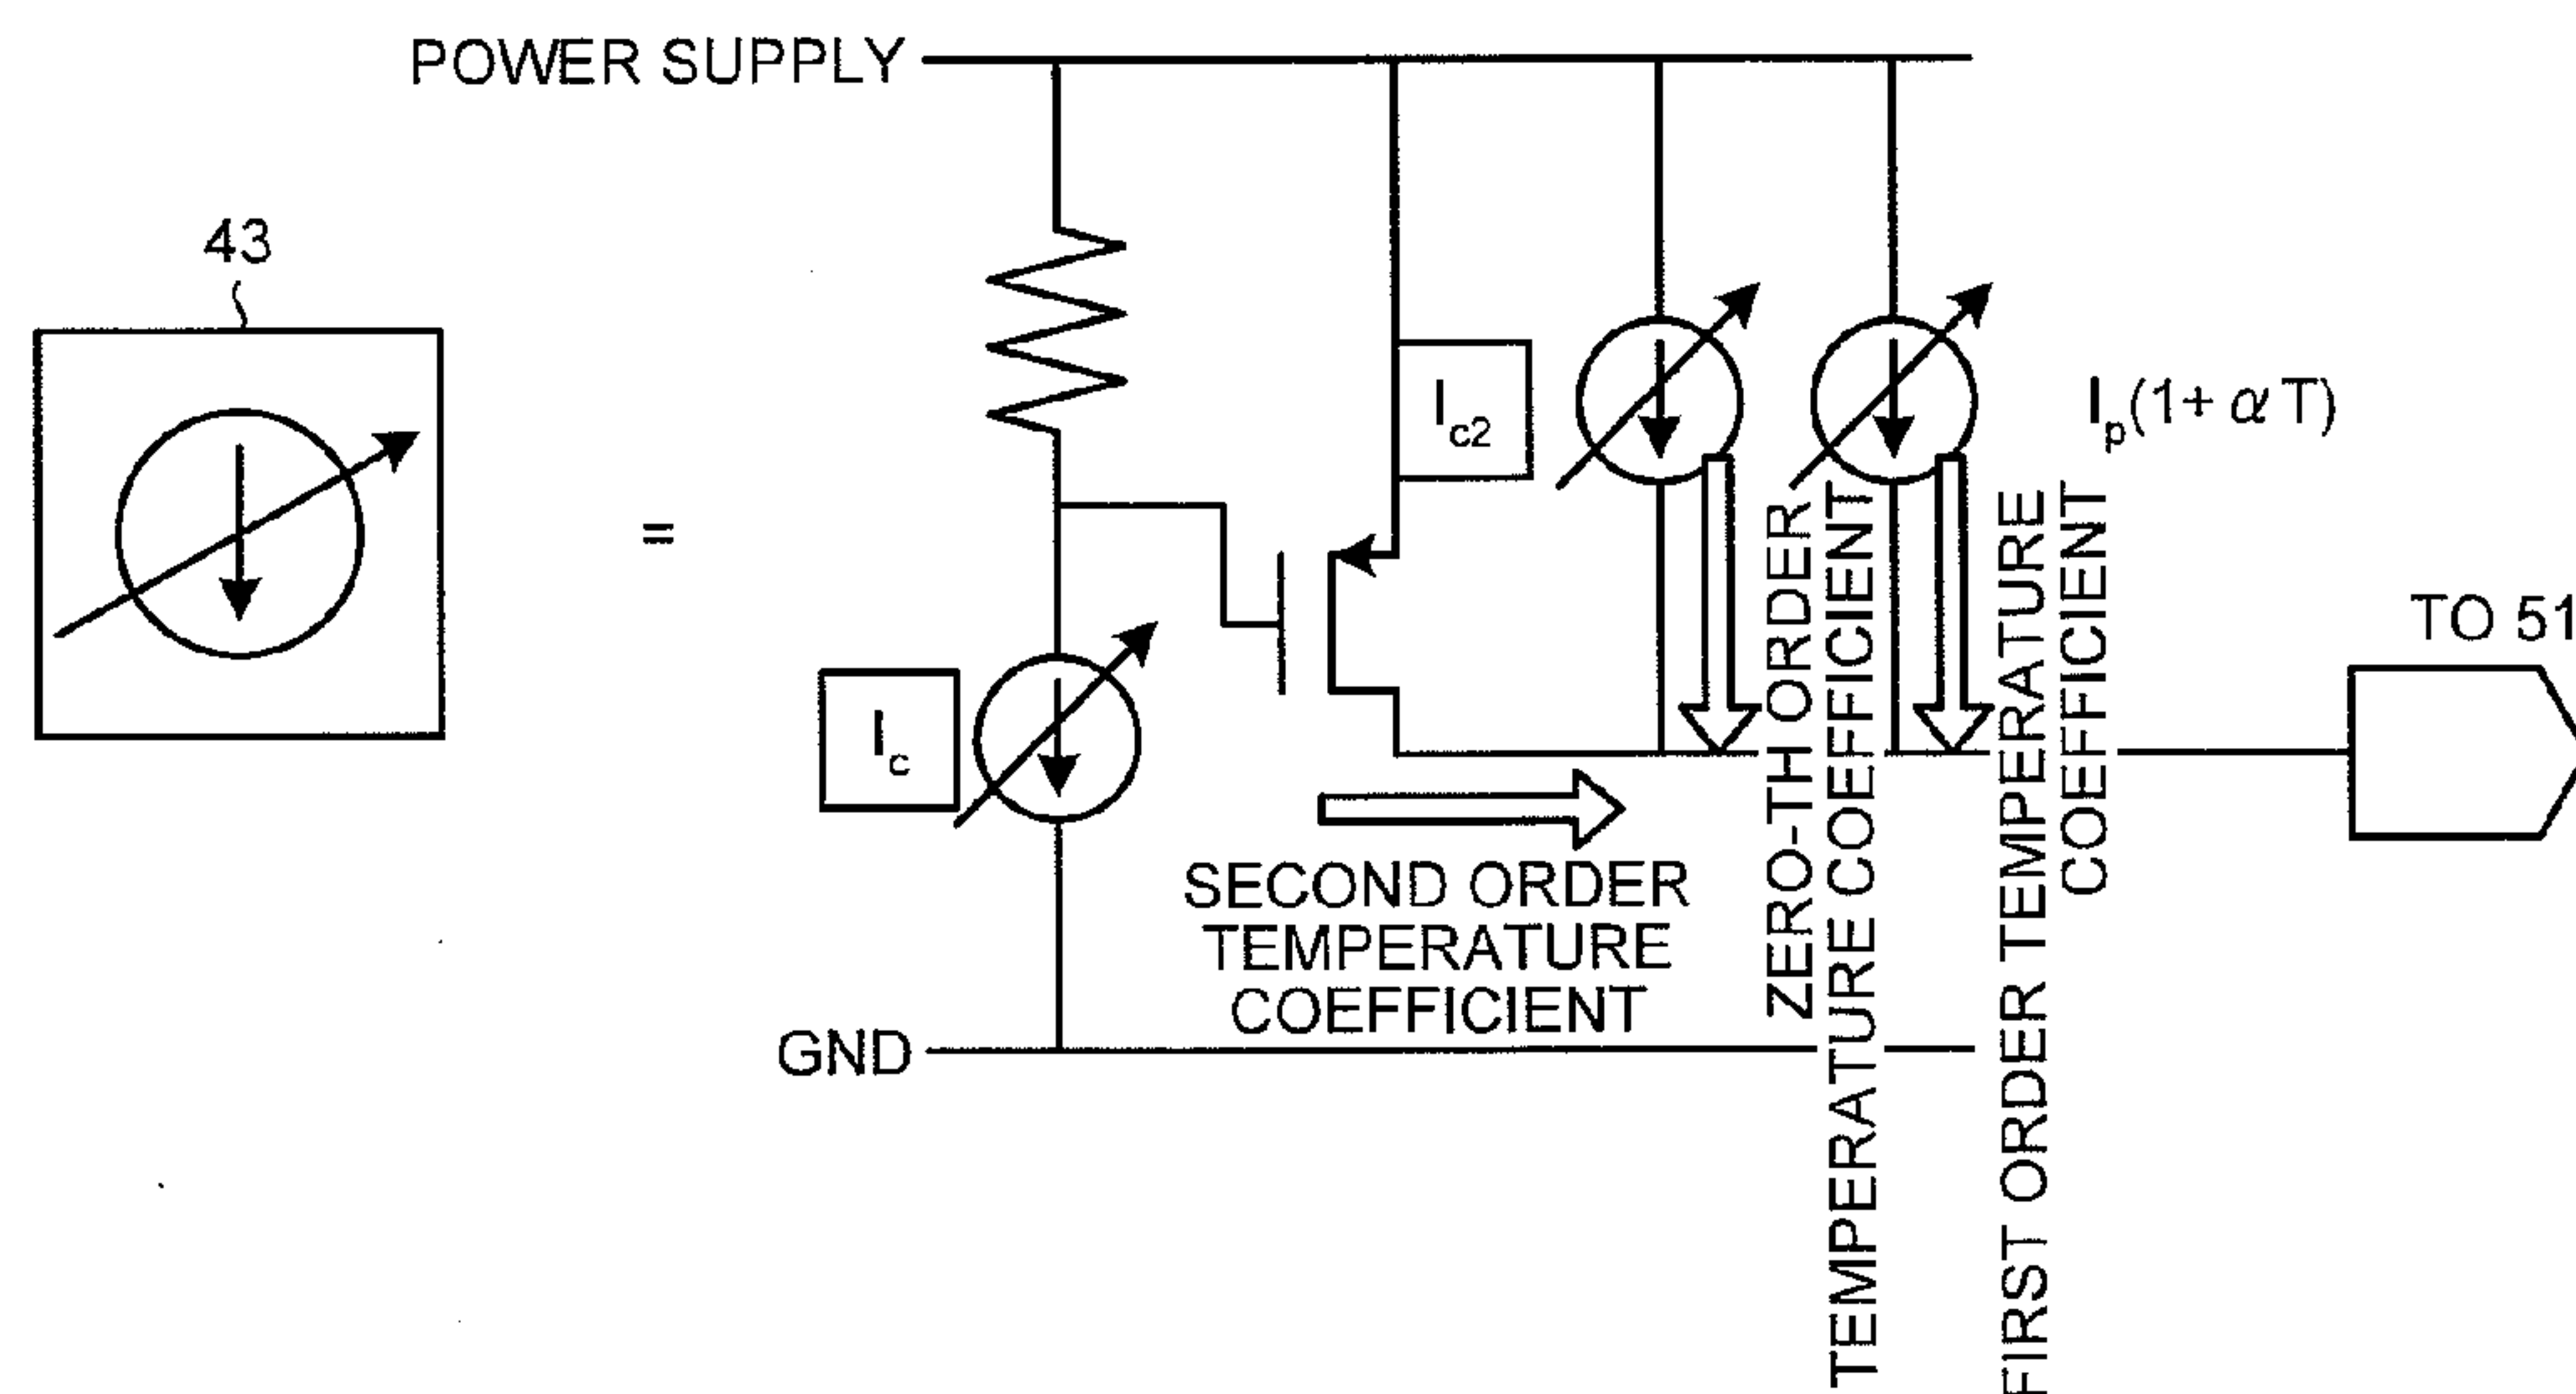 POWER SUPPLY
43
=
I_c2
I_p(1+ α T)
I_c
SECOND ORDER
TEMPERATURE
COEFFICIENT
ZERO-TH ORDER
TEMPERATURE COEFFICIENT
FIRST ORDER TEMPERATURE
COEFFICIENT
TO 51
GND